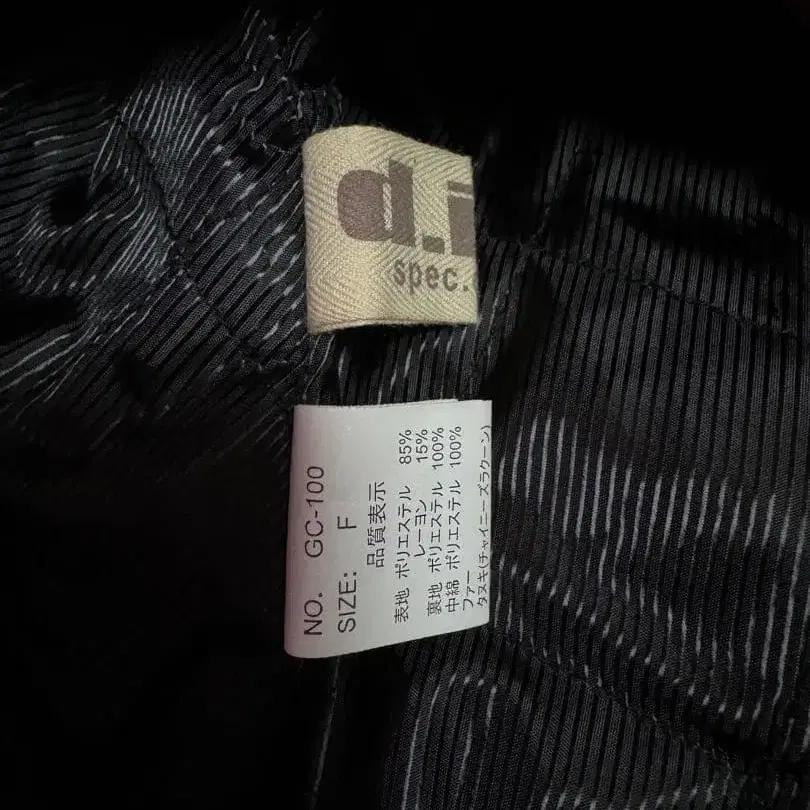 d.i
spec.
NO. GC-100
SIZE: F
品質表示
表地 ポリエステル 85%
レーヨン 15%
裏地 ポリエステル 100%
中綿 ポリエステル 100%
ファー
タヌキ(チャイニーズラクーン)